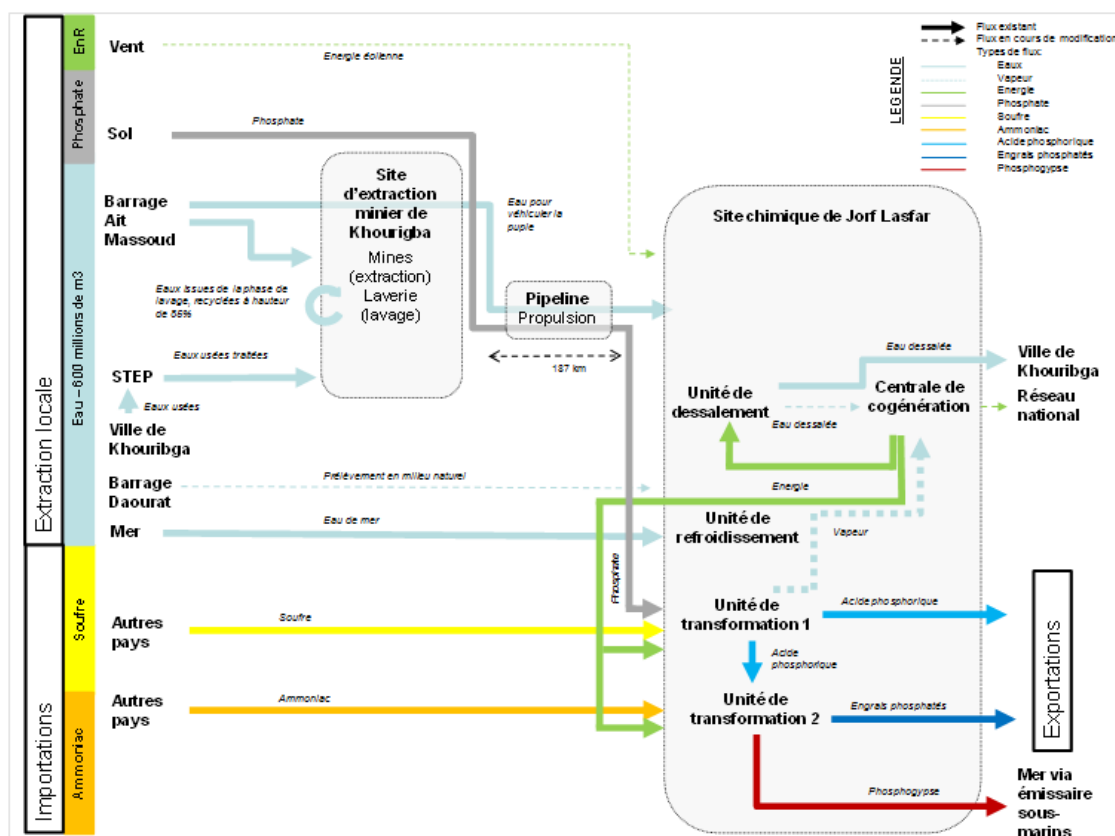 Extraction locale
Importations
EnR
Phosphate
Eau – 600 millions de m3
Soufre
Ammoniac
Flux existant
Flux en cours de modification
Types de flux:
Eaux
Vapeur
Energie
Phosphate
Soufre
Ammoniac
Acide phosphorique
Engrais phosphatés
Phosphogypse
LEGENDE
Vent
Energie éolienne
Sol
Phosphate
Barrage
Ait
Massoud
Site
d'extraction
minier de
Khourigba
Mines
(extraction)
Laverie
(lavage)
Eau pour
véhiculer la
puple
Eaux issues de la phase de
lavage, recyclées à hauteur
de 56%
Pipeline
Propulsion
187 km
Eaux usées traitées
STEP
Eaux usées
Ville de
Khouribga
Barrage
Daourat
Prélèvement en milieu naturel
Mer
Eau de mer
Site chimique de Jorf Lasfar
Eau dessalée
Ville de
Khouribga
Unité de
dessalement
Eau dessalée
Centrale de
cogénération
Réseau
national
Energie
Unité de
refroidissement
Vapeur
Phosphate
Autres
pays
Soufre
Unité de
transformation 1
Acide phosphorique
Acide
phosphorique
Autres
pays
Ammoniac
Unité de
transformation 2
Engrais phosphatés
Exportations
Phosphogypse
Mer via
émissaire
sous-
marins